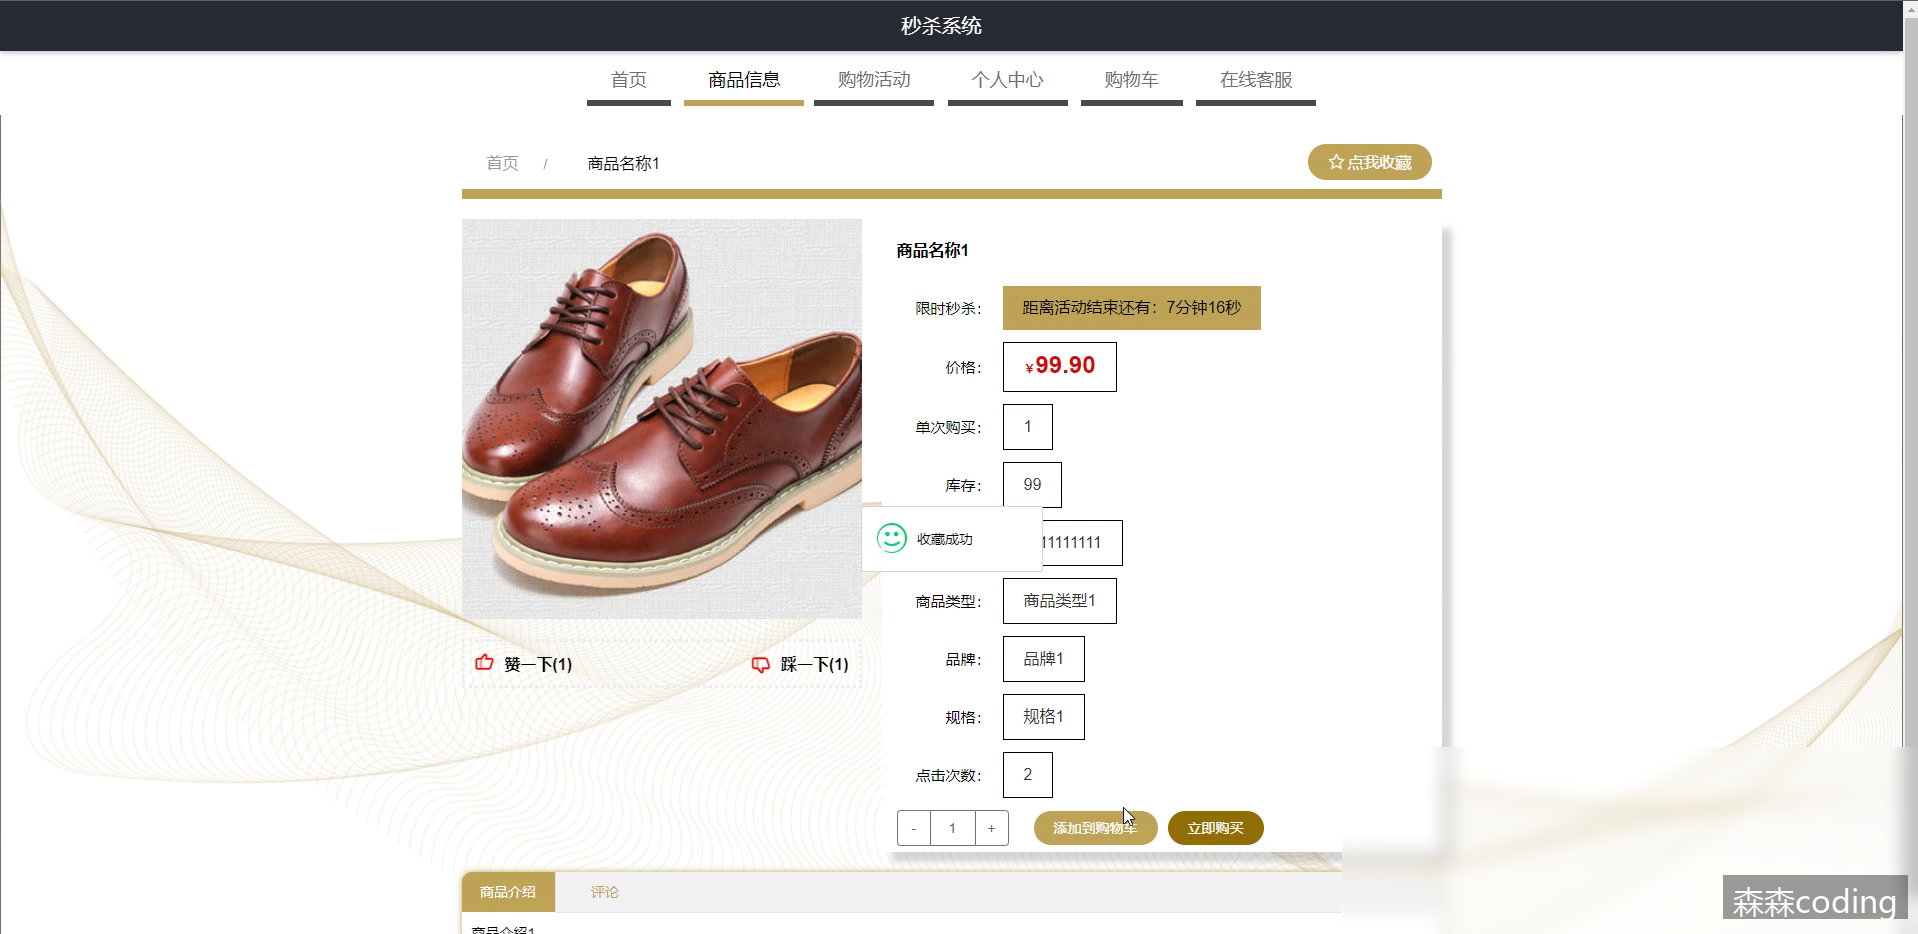 秒杀系统
首页 商品信息 购物活动 个人中心 购物车 在线客服
首页 / 商品名称1
点我收藏
商品名称1
限时秒杀： 距离活动结束还有：7分钟16秒
价格： ¥99.90
单次购买： 1
库存： 99
收藏成功
11111111
商品类型： 商品类型1
品牌： 品牌1
赞一下(1) 踩一下(1)
规格： 规格1
点击次数： 2
- 1 + 添加到购物车 立即购买
商品介绍 评论
商品介绍1
森森coding